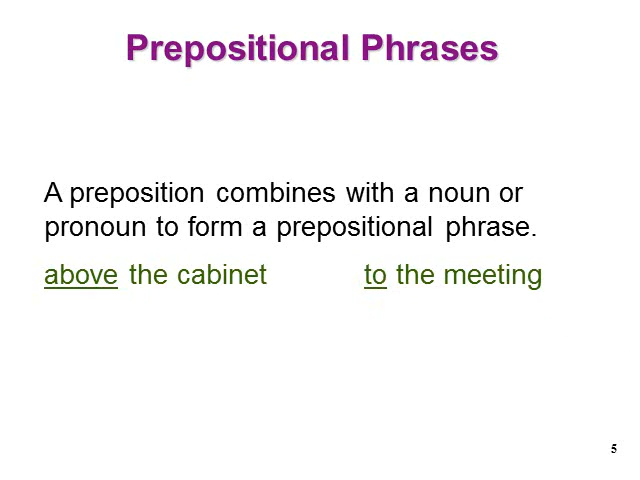 Prepositional Phrases
A preposition combines with a noun or
pronoun to form a prepositional phrase.
above the cabinet to the meeting
5